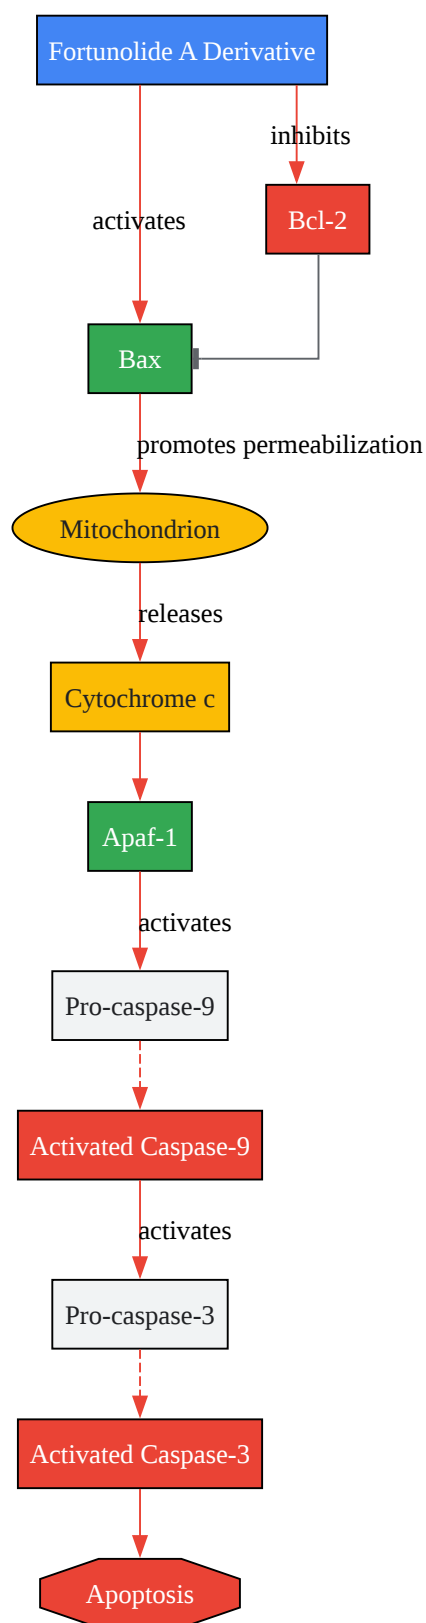 Fortunolide A Derivative
inhibits
activates
Bcl-2
Bax
promotes permeabilization
Mitochondrion
releases
Cytochrome c
Apaf-1
activates
Pro-caspase-9
Activated Caspase-9
activates
Pro-caspase-3
Activated Caspase-3
Apoptosis